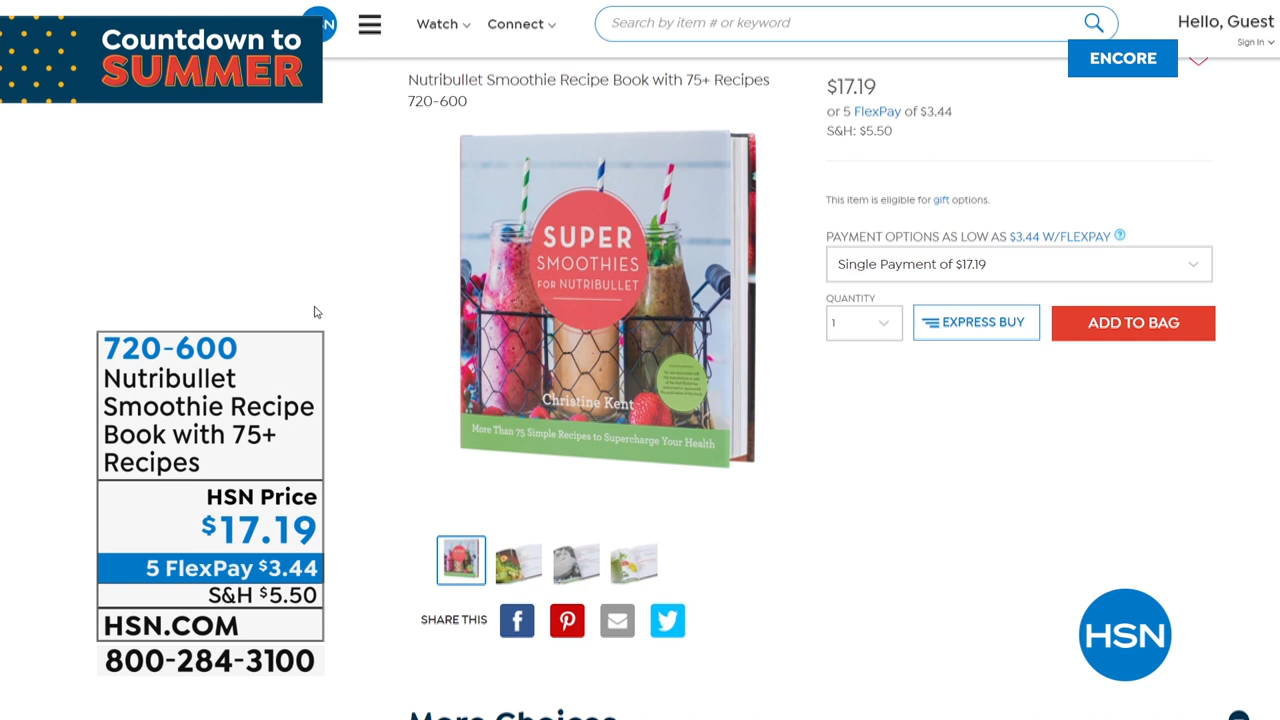 Countdown to
SUMMER
Watch
Connect
Search by item # or keyword
Hello, Guest
Sign In
ENCORE
Nutribullet Smoothie Recipe Book with 75+ Recipes
720-600
$17.19
or 5 FlexPay of $3.44
S&H: $5.50
This item is eligible for gift options.
PAYMENT OPTIONS AS LOW AS $3.44 W/FLEXPAY ?
Single Payment of $17.19
QUANTITY
1
EXPRESS BUY
ADD TO BAG
SUPER
SMOOTHIES
FOR NUTRIBULLET
Christine Kent
More Than 75 Simple Recipes to Supercharge Your Health
720-600
Nutribullet
Smoothie Recipe
Book with 75+
Recipes
HSN Price
$17.19
5 FlexPay $3.44
S&H $5.50
HSN.COM
800-284-3100
SHARE THIS
HSN
More Choices